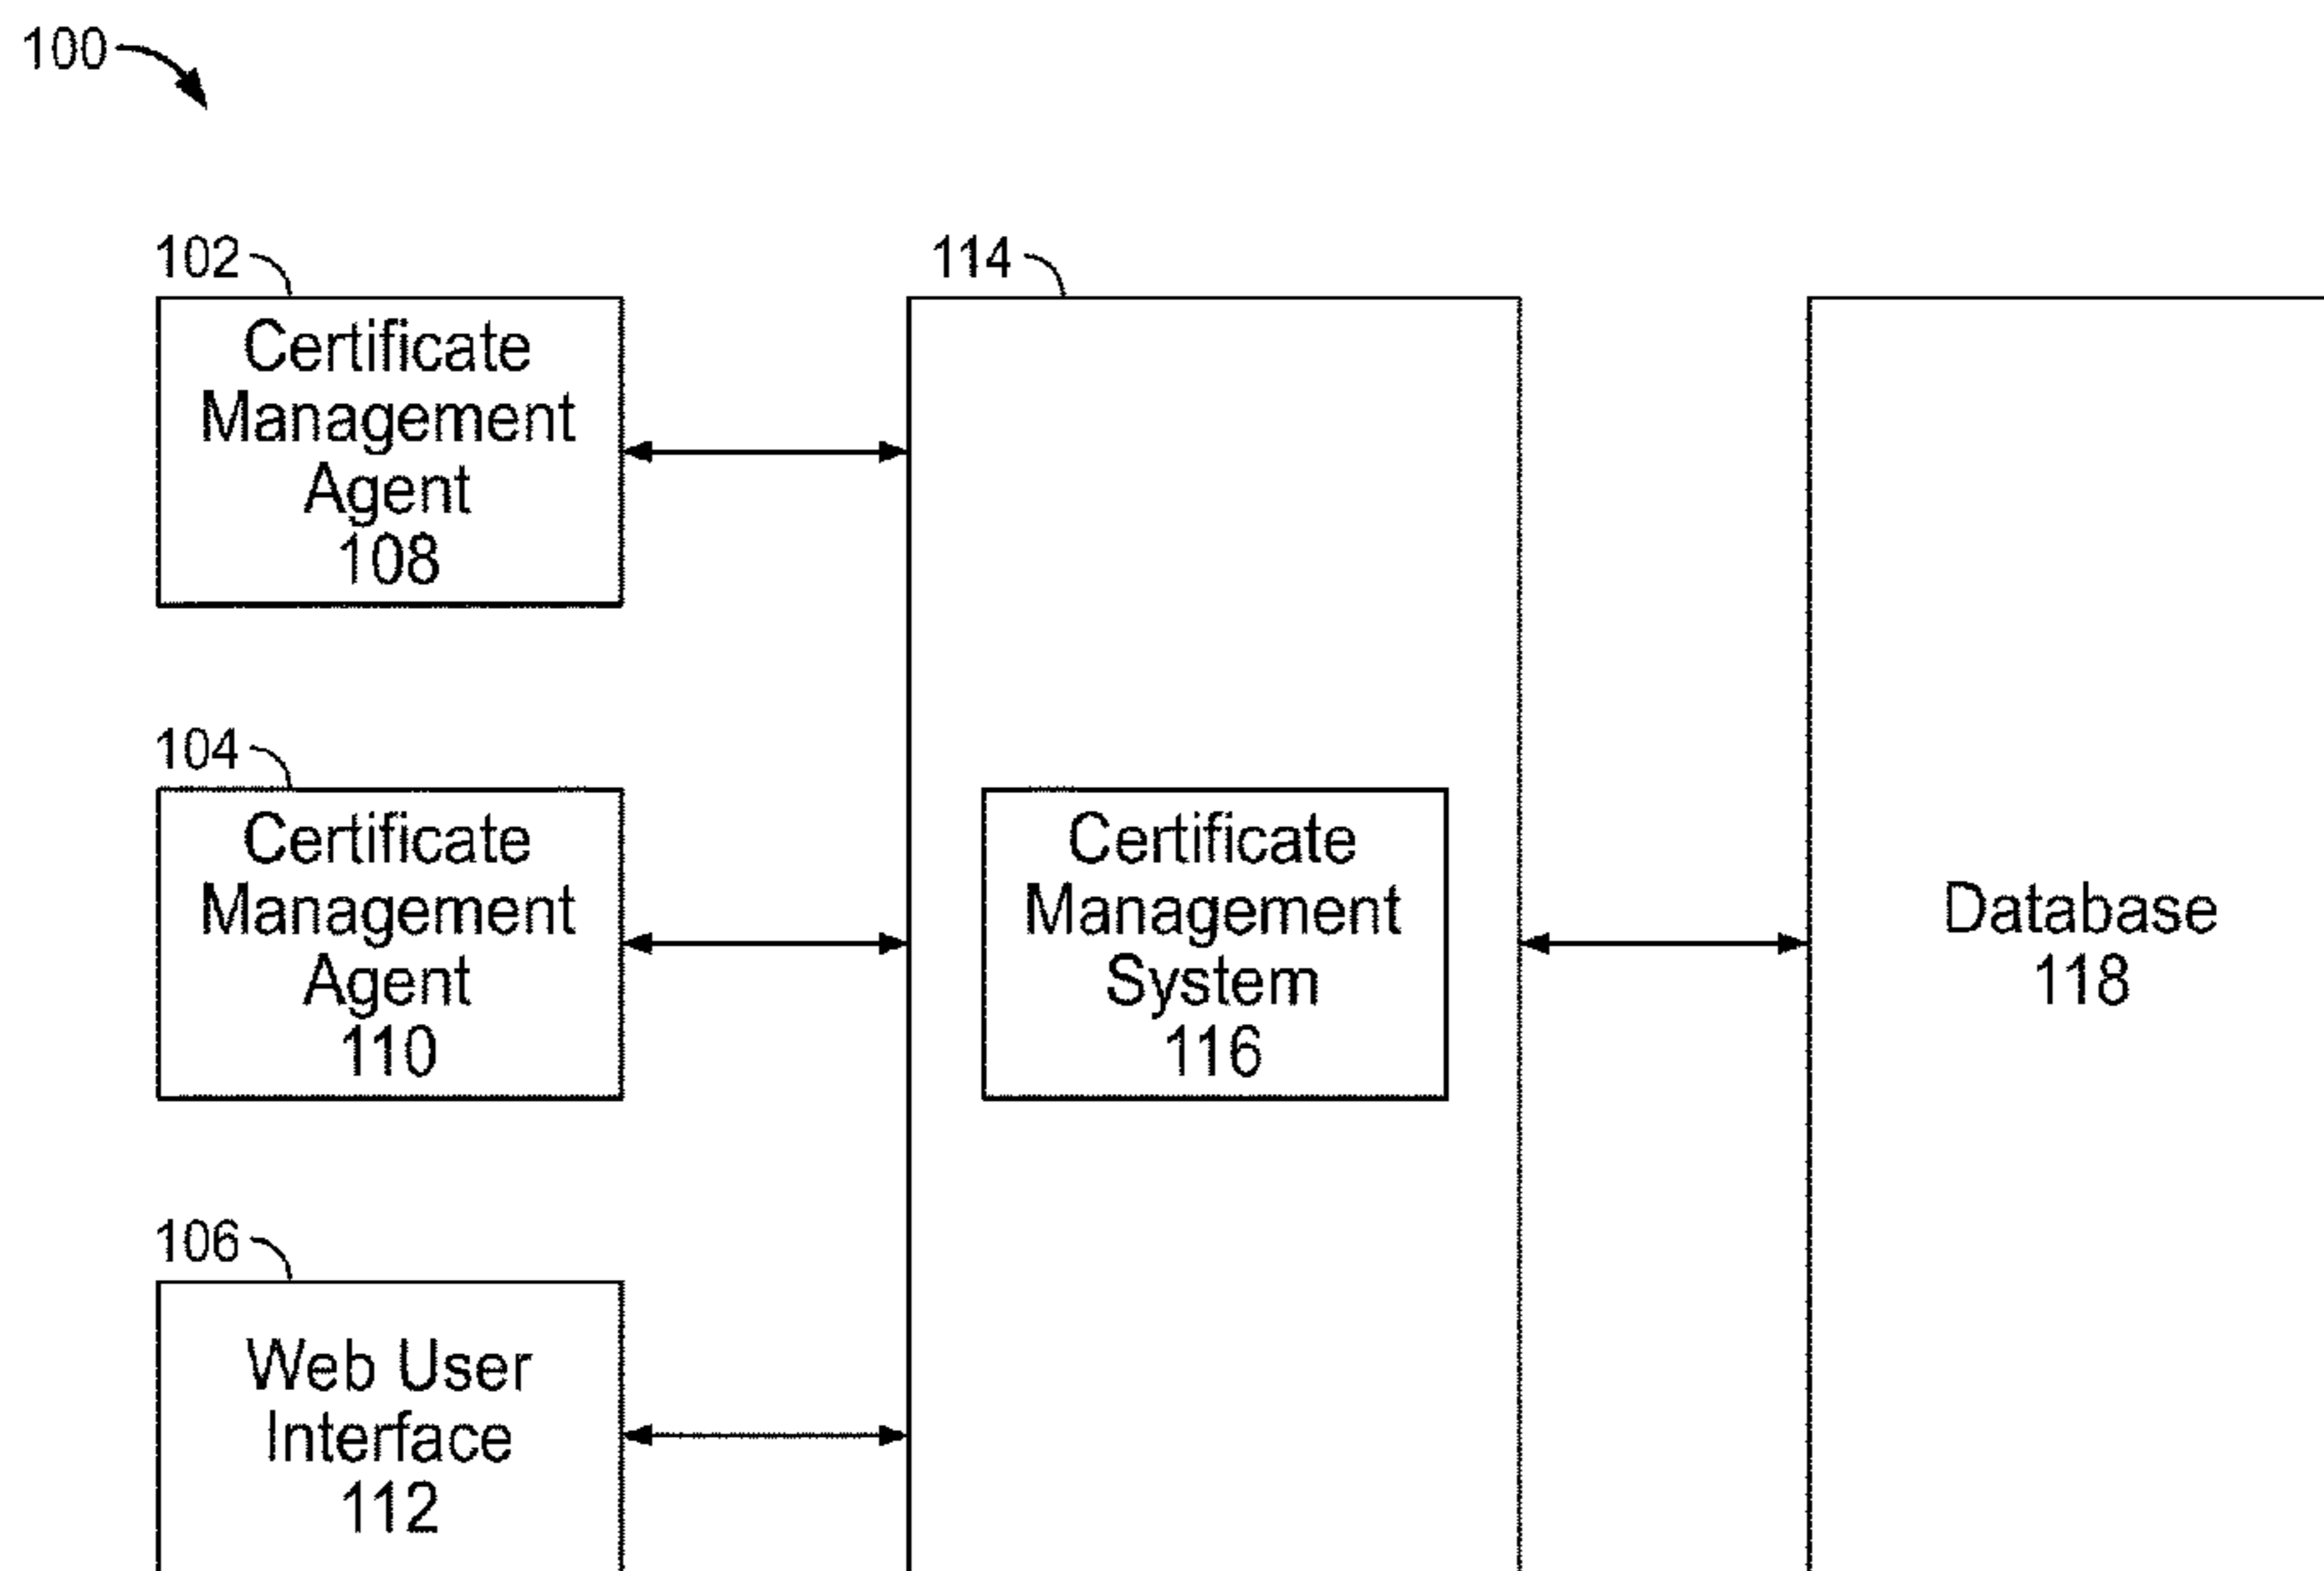 100
102
Certificate
Management
Agent
108
104
Certificate
Management
Agent
110
106
Web User
Interface
112
114
Certificate
Management
System
116
Database
118